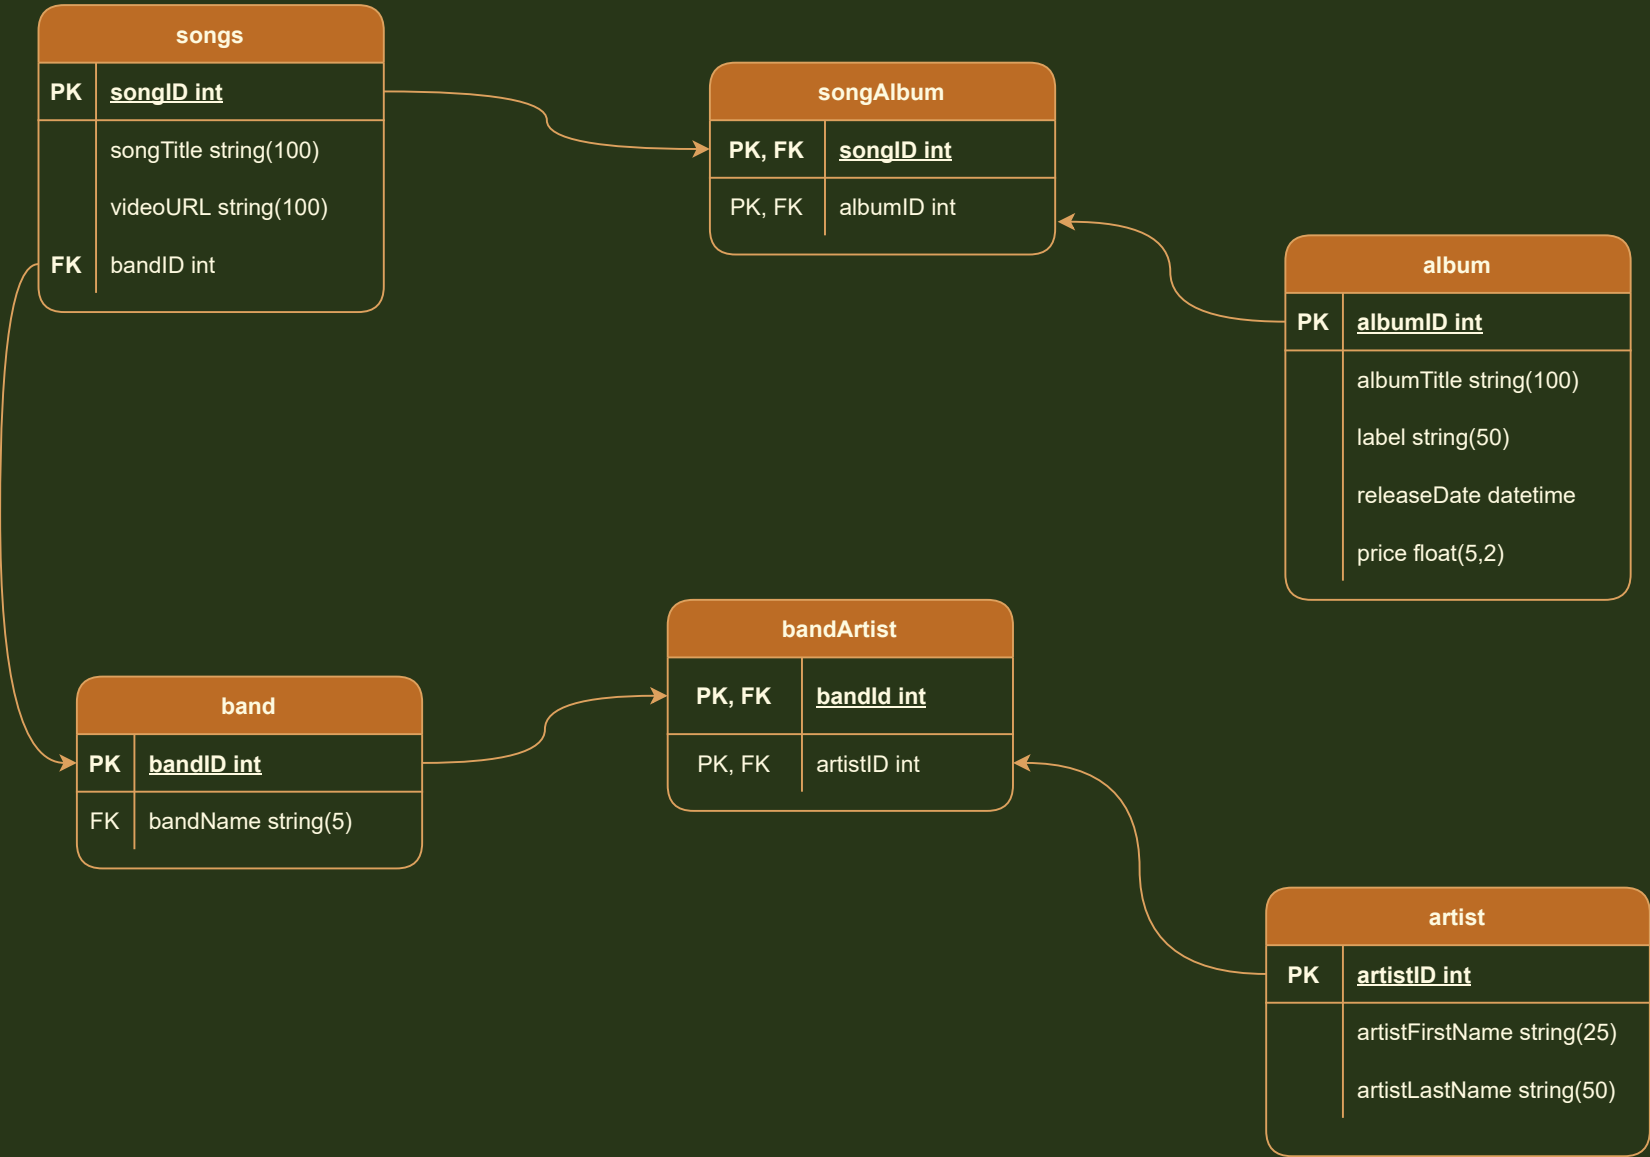 songs
PK songID int
songTitle string(100)
videoURL string(100)
FK bandID int
songAlbum
PK, FK songID int
PK, FK albumID int
album
PK albumID int
albumTitle string(100)
label string(50)
releaseDate datetime
price float(5,2)
bandArtist
PK, FK bandId int
PK, FK artistID int
band
PK bandID int
FK bandName string(5)
artist
PK artistID int
artistFirstName string(25)
artistLastName string(50)